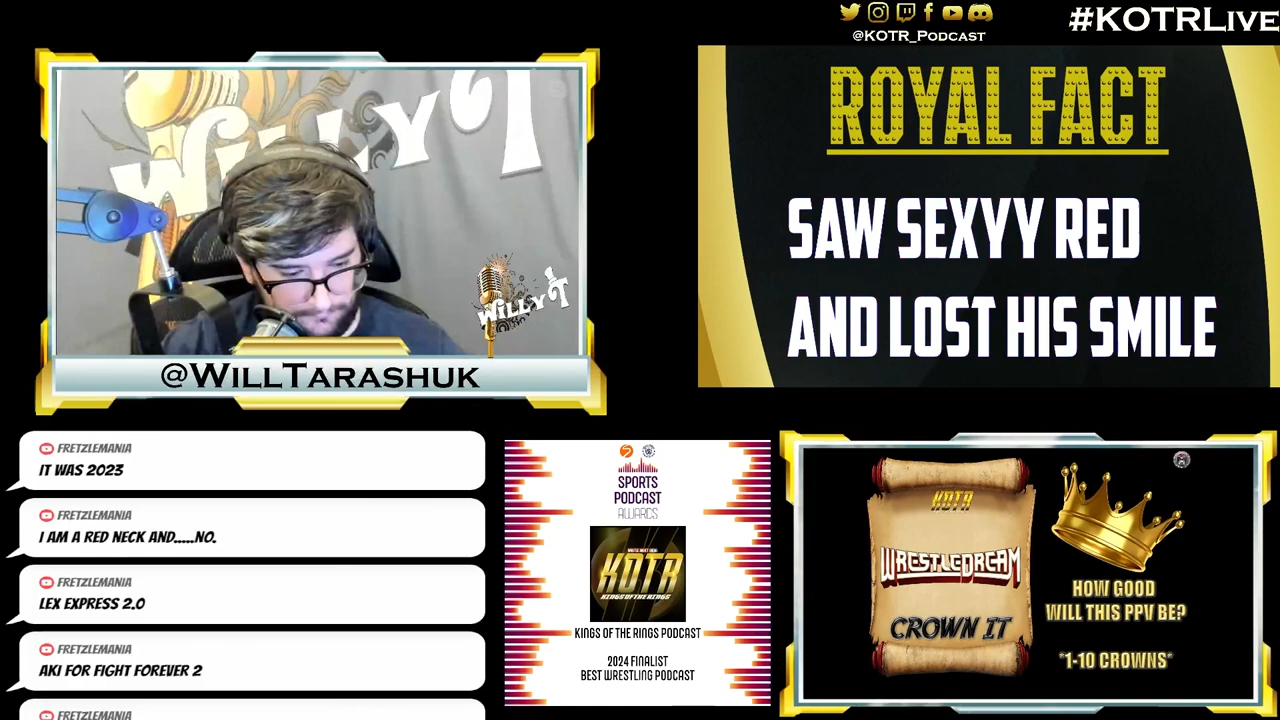 @KOTR_PODCAST
#KOTRLIVE
WiLLY T
WiLLY T
@WILLTARASHUK
ROYAL FACT
SAW SEXYY RED
AND LOST HIS SMILE
FRETZLEMANIA
IT WAS 2023
FRETZLEMANIA
I AM A RED NECK AND.....NO.
FRETZLEMANIA
LEX EXPRESS 2.0
FRETZLEMANIA
AKI FOR FIGHT FOREVER 2
FRETZLEMANIA
SPORTS
PODCAST
AWARDS
KOTR
KINGS OF THE RINGS
KINGS OF THE RINGS PODCAST
2024 FINALIST
BEST WRESTLING PODCAST
KOTR
WRESTLEDREAM
CROWN IT
HOW GOOD
WILL THIS PPV BE?
*1-10 CROWNS*